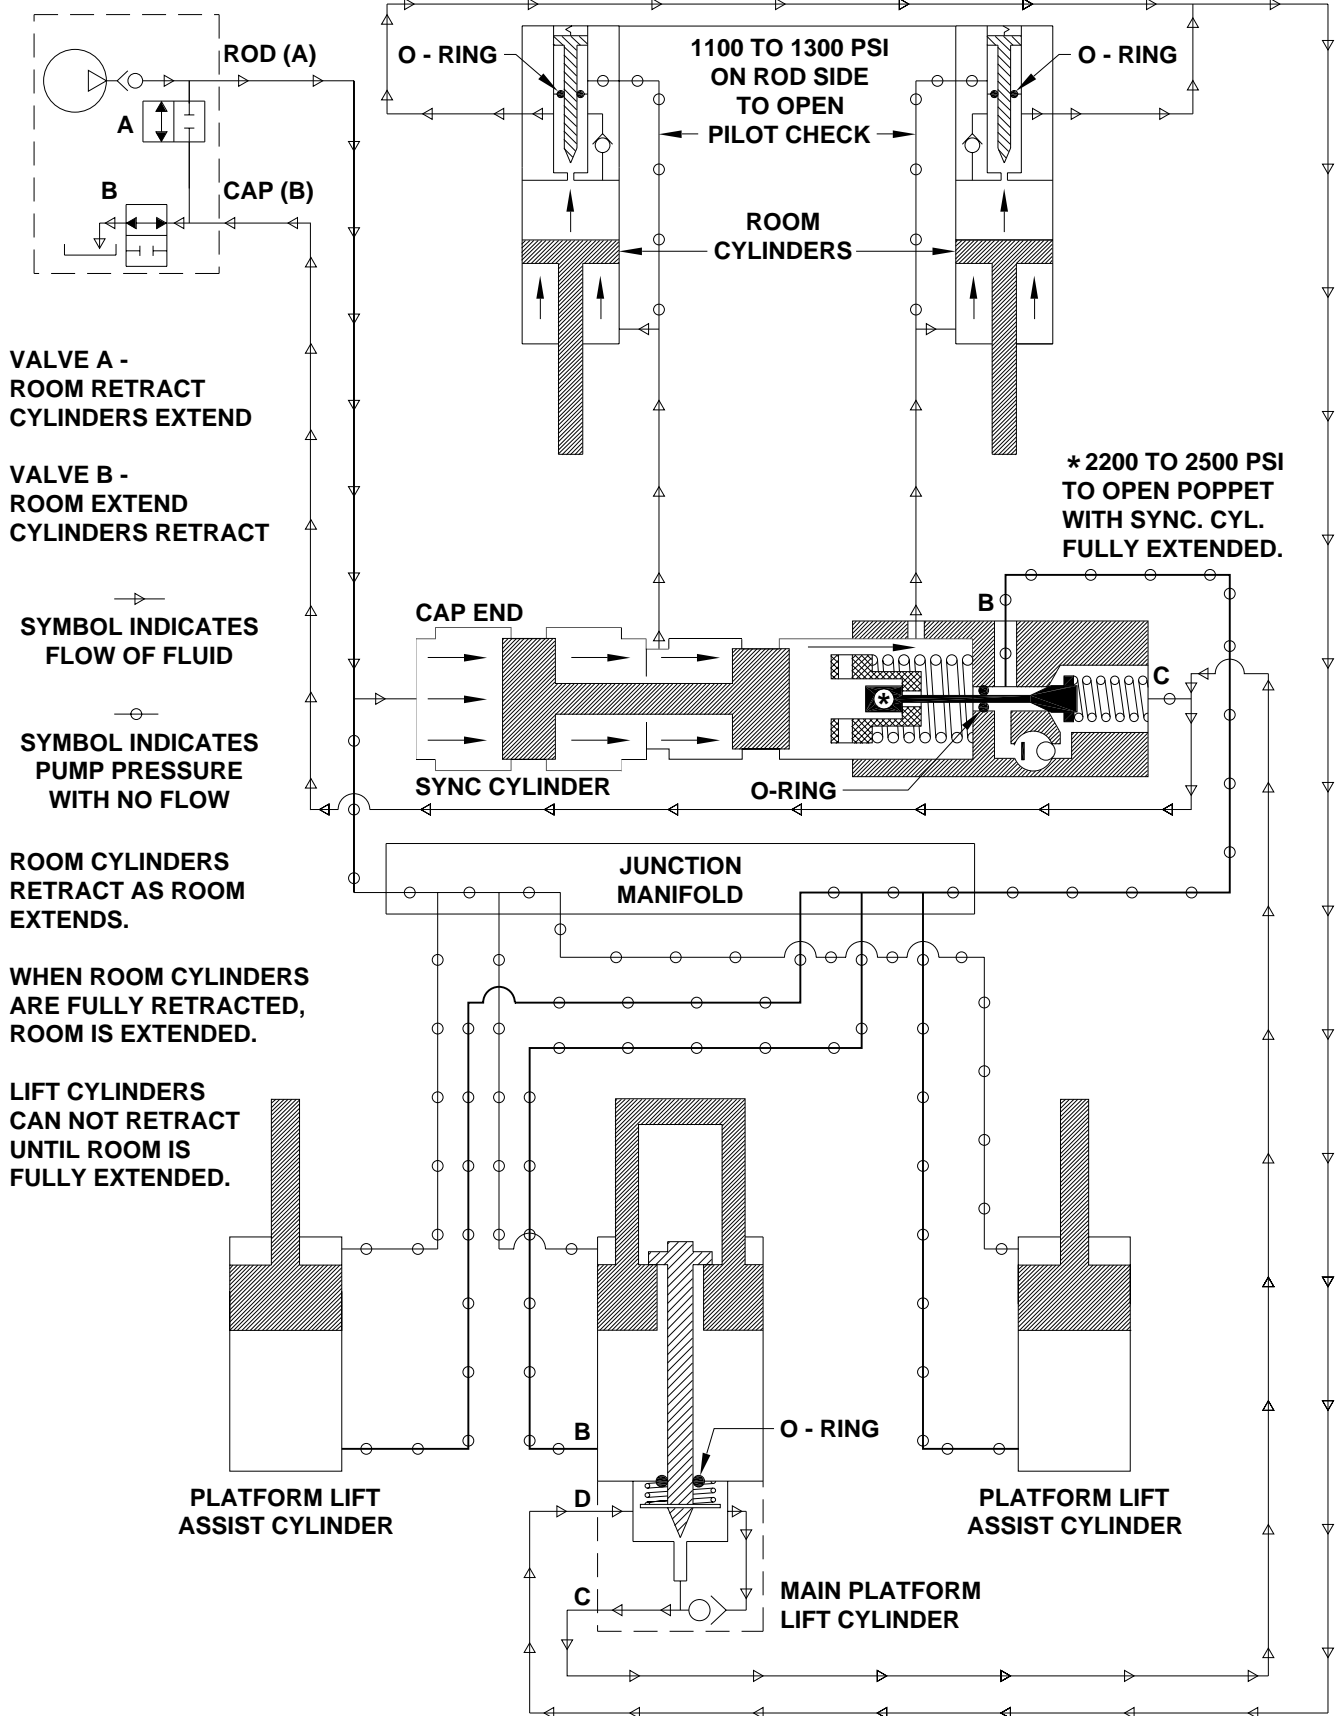 ROD (A)
A
B
CAP (B)
O - RING
1100 TO 1300 PSI
ON ROD SIDE
TO OPEN
PILOT CHECK
O - RING
ROOM
CYLINDERS
VALVE A -
ROOM RETRACT
CYLINDERS EXTEND
VALVE B -
ROOM EXTEND
CYLINDERS RETRACT
* 2200 TO 2500 PSI
TO OPEN POPPET
WITH SYNC. CYL.
FULLY EXTENDED.
SYMBOL INDICATES
FLOW OF FLUID
SYMBOL INDICATES
PUMP PRESSURE
WITH NO FLOW
CAP END
SYNC CYLINDER
*
B
C
O-RING
JUNCTION
MANIFOLD
ROOM CYLINDERS
RETRACT AS ROOM
EXTENDS.
WHEN ROOM CYLINDERS
ARE FULLY RETRACTED,
ROOM IS EXTENDED.
LIFT CYLINDERS
CAN NOT RETRACT
UNTIL ROOM IS
FULLY EXTENDED.
PLATFORM LIFT
ASSIST CYLINDER
B
D
C
O - RING
MAIN PLATFORM
LIFT CYLINDER
PLATFORM LIFT
ASSIST CYLINDER